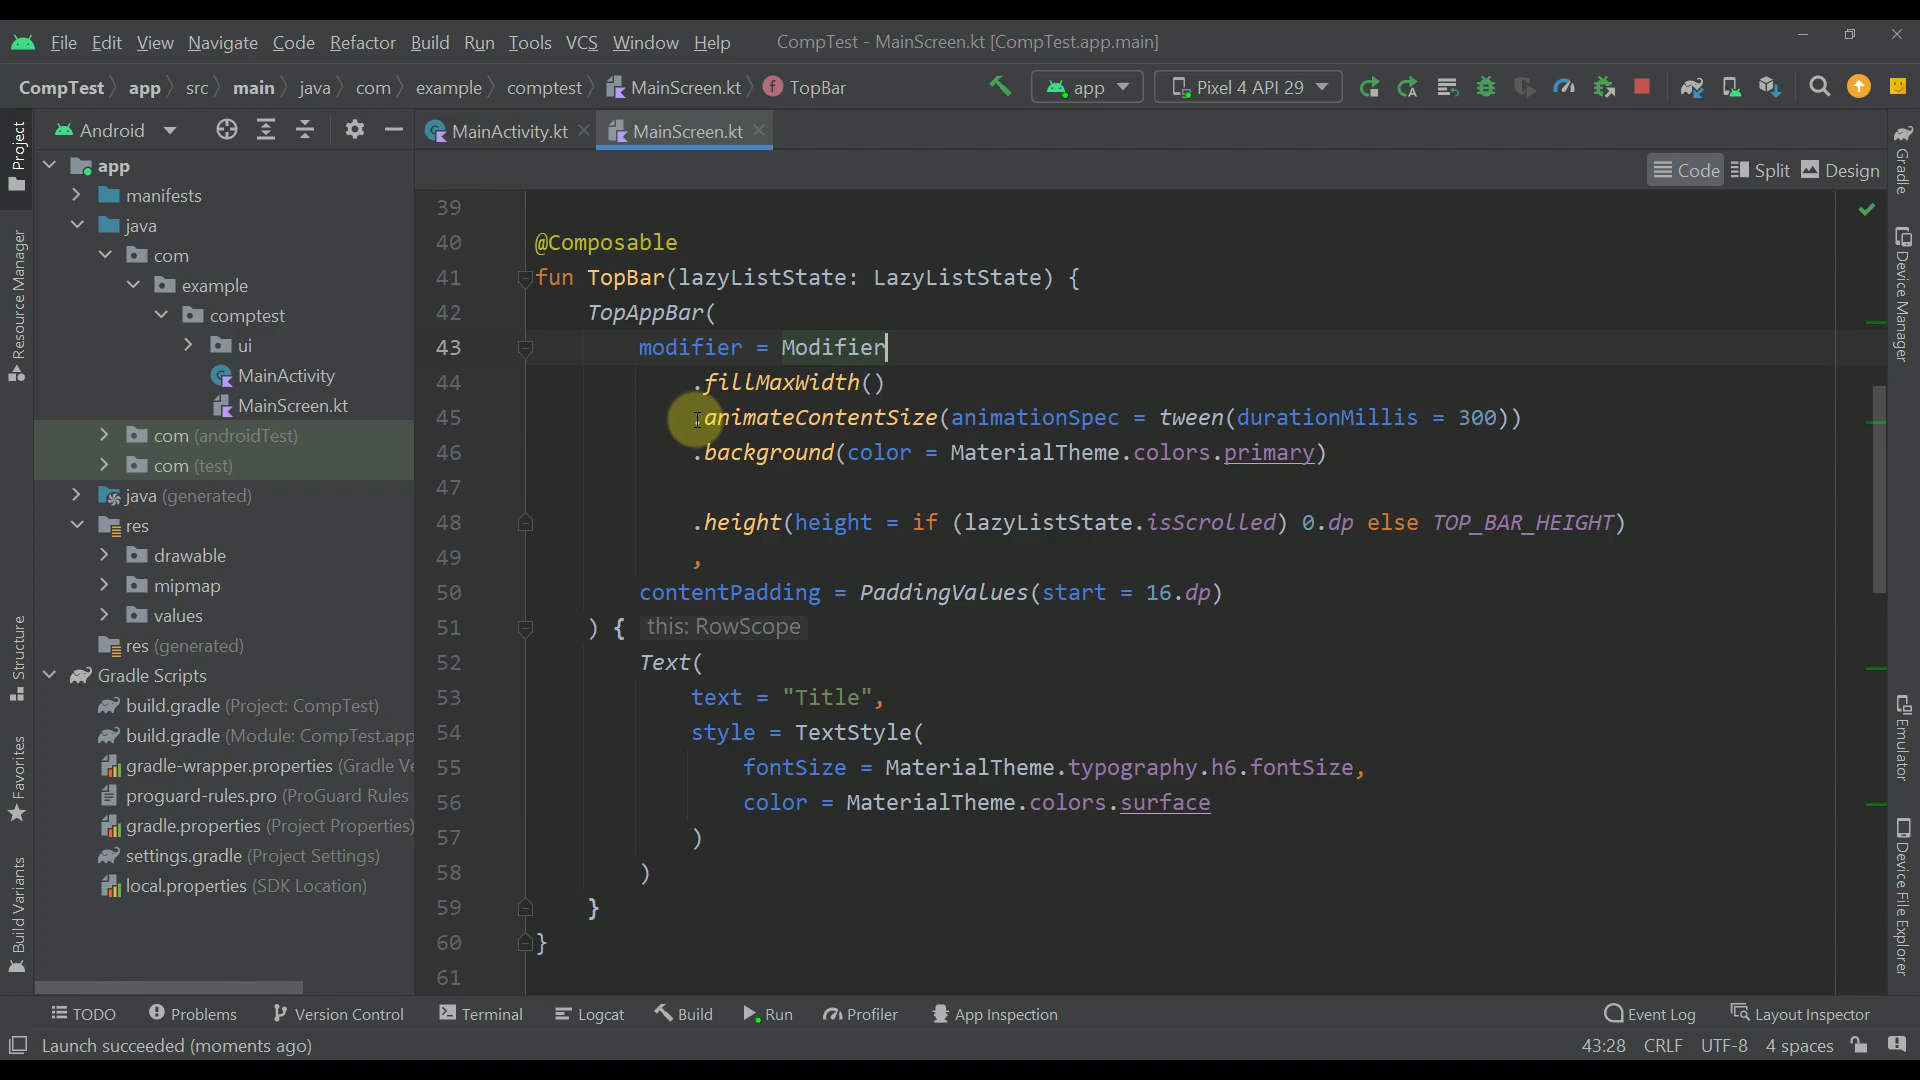 File Edit View Navigate Code Refactor Build Run Tools VCS Window Help CompTest - MainScreen.kt [CompTest.app.main]
CompTest app src main java com example comptest MainScreen.kt TopBar app Pixel 4 API 29
Project
Resource Manager
Structure
Favorites
Build Variants
Android
app
manifests
java
com
example
comptest
ui
MainActivity
MainScreen.kt
com (androidTest)
com (test)
java (generated)
res
drawable
mipmap
values
res (generated)
Gradle Scripts
build.gradle (Project: CompTest)
build.gradle (Module: CompTest.app
gradle-wrapper.properties (Gradle Ve
proguard-rules.pro (ProGuard Rules
gradle.properties (Project Properties)
settings.gradle (Project Settings)
local.properties (SDK Location)
MainActivity.kt MainScreen.kt
Code Split Design
39
40 @Composable
41 fun TopBar(lazyListState: LazyListState) {
42 TopAppBar(
43 modifier = Modifier
44 .fillMaxWidth()
45 .animateContentSize(animationSpec = tween(durationMillis = 300))
46 .background(color = MaterialTheme.colors.primary)
47
48 .height(height = if (lazyListState.isScrolled) 0.dp else TOP_BAR_HEIGHT)
49 ,
50 contentPadding = PaddingValues(start = 16.dp)
51 ) { this: RowScope
52 Text(
53 text = "Title",
54 style = TextStyle(
55 fontSize = MaterialTheme.typography.h6.fontSize,
56 color = MaterialTheme.colors.surface
57 )
58 )
59 }
60 }
61
Gradle
Device Manager
Emulator
Device File Explorer
TODO Problems Version Control Terminal Logcat Build Run Profiler App Inspection Event Log Layout Inspector
Launch succeeded (moments ago) 43:28 CRLF UTF-8 4 spaces